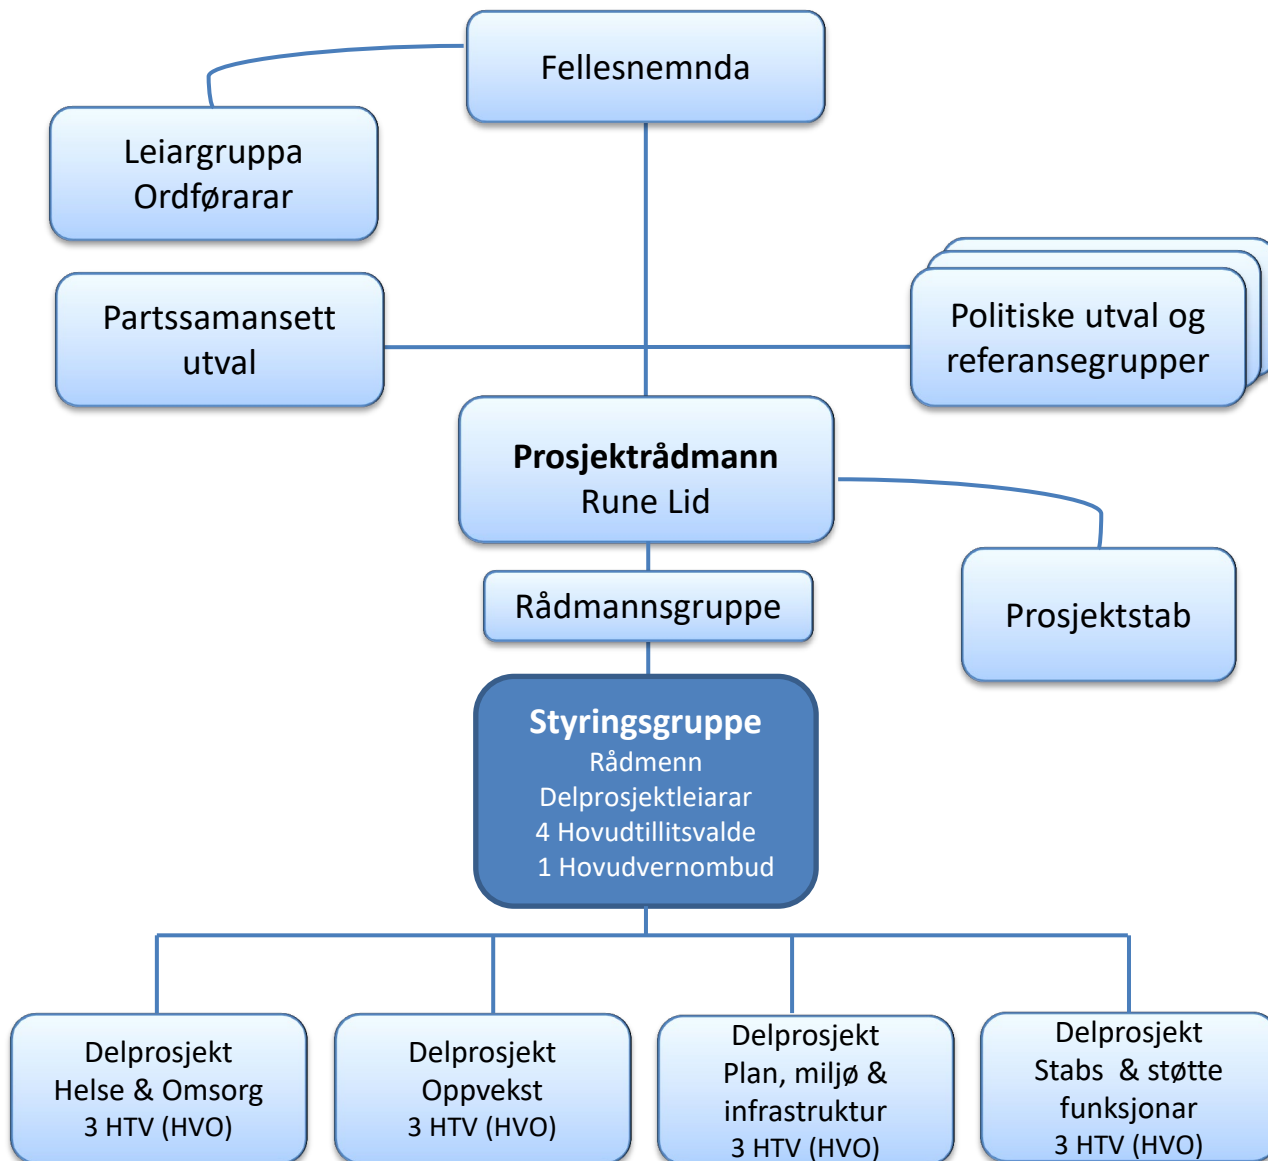 Fellesnemnda
Leiargruppa
Ordførarar
Partssamansett
utval
Politiske utval og
referansegrupper
Prosjektrådmann
Rune Lid
Rådmannsgruppe
Prosjektstab
Styringsgruppe
Rådmenn
Delprosjektleiarar
4 Hovudtillitsvalde
1 Hovudvernombud
Delprosjekt
Helse & Omsorg
3 HTV (HVO)
Delprosjekt
Oppvekst
3 HTV (HVO)
Delprosjekt
Plan, miljø &
infrastruktur
3 HTV (HVO)
Delprosjekt
Stabs & støtte
funksjonar
3 HTV (HVO)